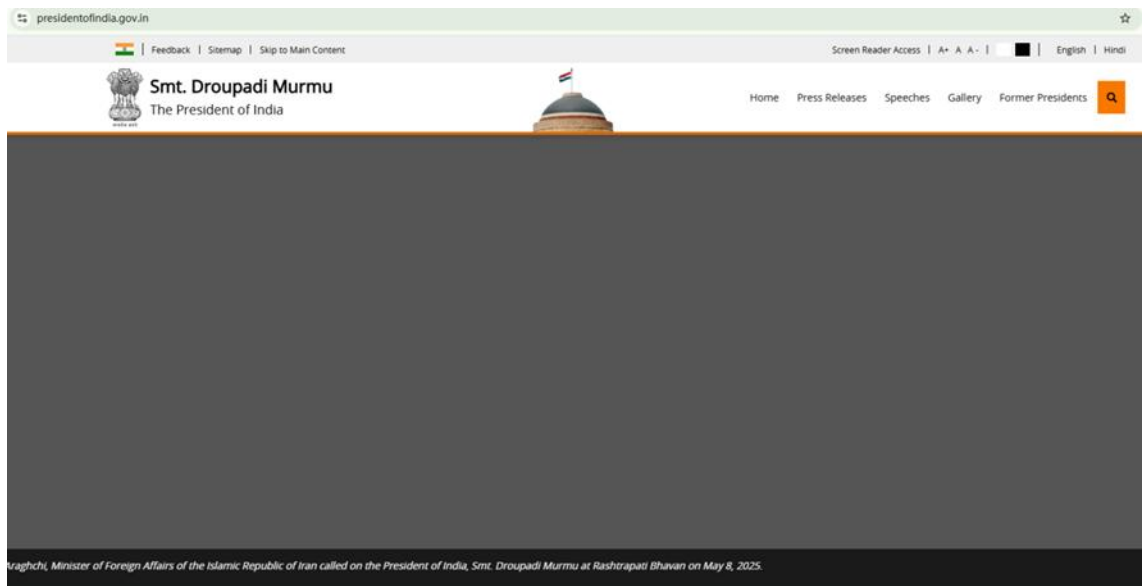 presidentofindia.gov.in
| Feedback | Sitemap | Skip to Main Content
Screen Reader Access | A+ A A- | | English | Hindi
Smt. Droupadi Murmu
The President of India
Home Press Releases Speeches Gallery Former Presidents
Araghchi, Minister of Foreign Affairs of the Islamic Republic of Iran called on the President of India, Smt. Droupadi Murmu at Rashtrapati Bhavan on May 8, 2025.